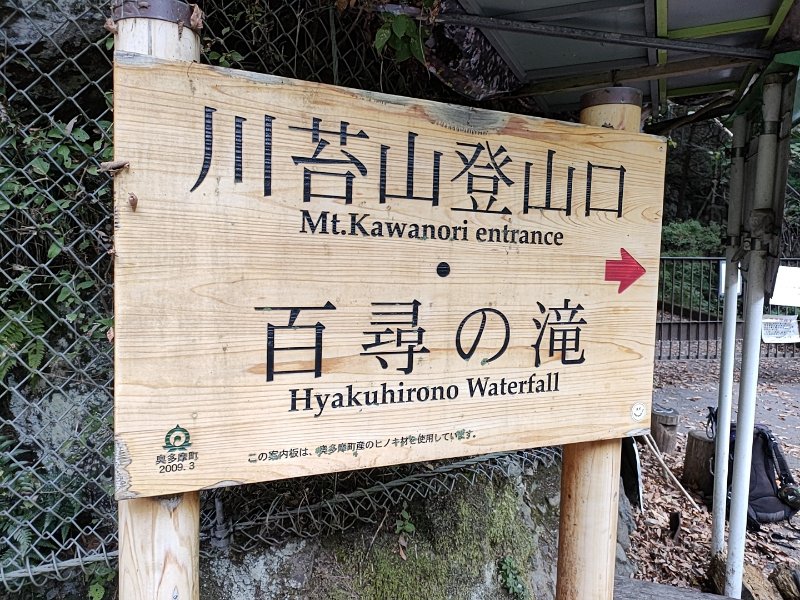 川苔山登山口
Mt.Kawanori entrance
・
百尋の滝
Hyakuhirono Waterfall
奥多摩町
2009. 3
この案内板は、奥多摩町産のヒノキ材を使用しています。